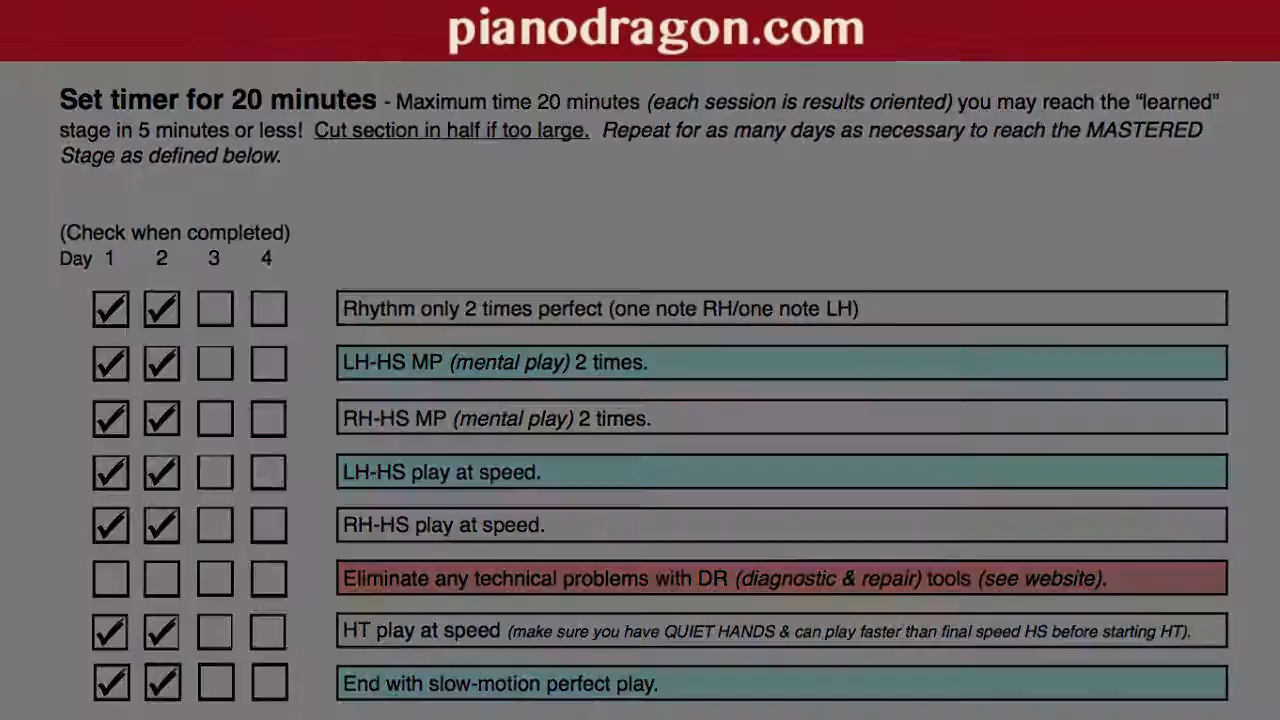 pianodragon.com
Set timer for 20 minutes - Maximum time 20 minutes (each session is results oriented) you may reach the “learned”
stage in 5 minutes or less! Cut section in half if too large. Repeat for as many days as necessary to reach the MASTERED
Stage as defined below.
(Check when completed)
Day 1 2 3 4
Rhythm only 2 times perfect (one note RH/one note LH)
LH-HS MP (mental play) 2 times.
RH-HS MP (mental play) 2 times.
LH-HS play at speed.
RH-HS play at speed.
Eliminate any technical problems with DR (diagnostic & repair) tools (see website).
HT play at speed (make sure you have QUIET HANDS & can play faster than final speed HS before starting HT).
End with slow-motion perfect play.